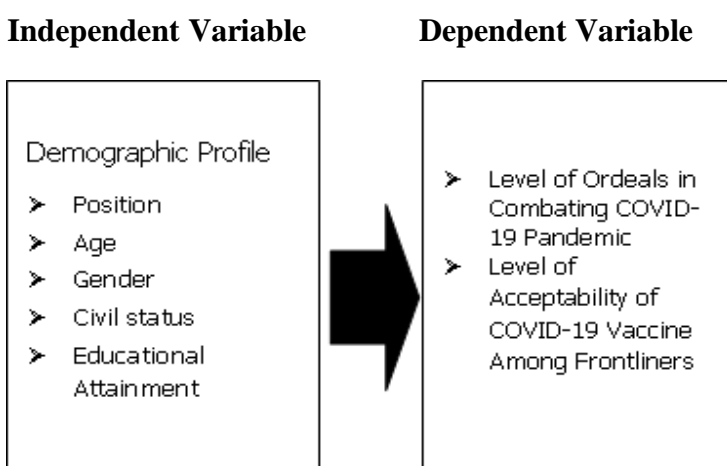 Independent Variable
Dependent Variable
Demographic Profile
➢ Position
➢ Age
➢ Gender
➢ Civil status
➢ Educational
Attainment
➢ Level of Ordeals in
Combating COVID-
19 Pandemic
➢ Level of
Acceptability of
COVID-19 Vaccine
Among Frontliners